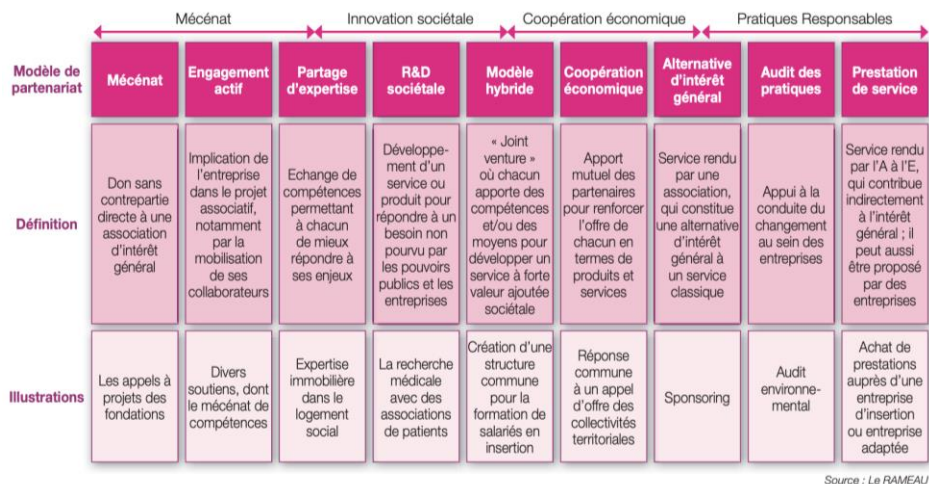 Mécénat
Innovation sociétale
Coopération économique
Pratiques Responsables
Modèle de
partenariat
Mécénat
Engagement
actif
Partage
d'expertise
R&D
sociétale
Modèle
hybride
Coopération
économique
Alternative
d'intérêt
général
Audit des
pratiques
Prestation
de service
Définition
Don sans
contrepartie
directe à une
association
d'intérêt
général
Implication de
l'entreprise
dans le projet
associatif,
notamment
par la
mobilisation
de ses
collaborateurs
Echange de
compétences
permettant
à chacun
de mieux
répondre à
ses enjeux
Développe-
ment d'un
service ou
produit pour
répondre à un
besoin non
pourvu par
les pouvoirs
publics et les
entreprises
« Joint
venture »
où chacun
apporte des
compétences
et/ou des
moyens pour
développer un
service à forte
valeur ajoutée
sociétale
Apport
mutuel des
partenaires
pour renforcer
l'offre de
chacun en
termes de
produits et
services
Service rendu
par une
association,
qui constitue
une alternative
d'intérêt
général à
un service
classique
Appui à la
conduite du
changement
au sein des
entreprises
Service rendu
par l'A à l'E,
qui contribue
indirectement
à l'intérêt
général ; il
peut aussi
être proposé
par des
entreprises
Illustrations
Les appels à
projets des
fondations
Divers
soutiens, dont
le mécénat de
compétences
Expertise
immobilière
dans le
logement
social
La recherche
médicale
avec des
associations
de patients
Création d'une
structure
commune
pour la
formation de
salariés en
insertion
Réponse
commune
à un appel
d'offre des
collectivités
territoriales
Sponsoring
Audit
environne-
mental
Achat de
prestations
auprès d'une
entreprise
d'insertion
ou entreprise
adaptée
Source : Le RAMEAU